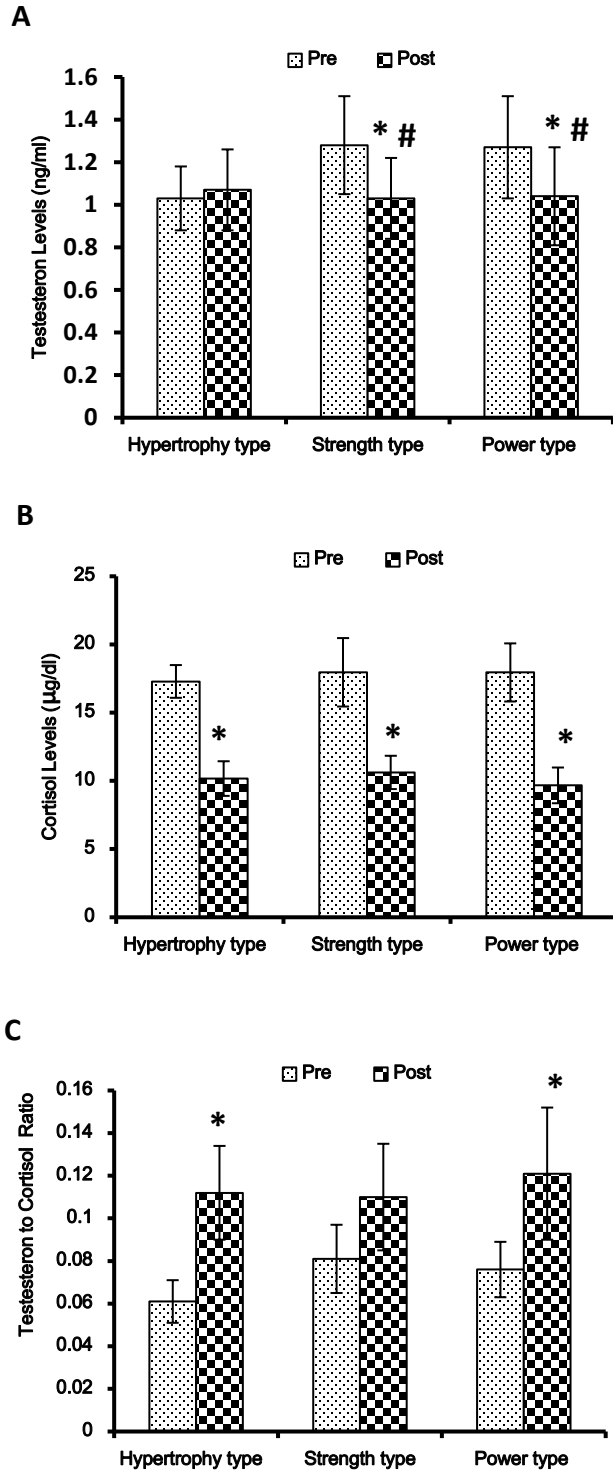 A
Pre Post
Testesteron Levels (ng/ml)
1.6
1.4
1.2
1
0.8
0.6
0.4
0.2
0
* #
* #
Hypertrophy type Strength type Power type
B
Pre Post
Cortisol Levels (µg/dl)
25
20
15
10
5
0
*
*
*
Hypertrophy type Strength type Power type
C
Pre Post
Testesteron to Cortisol Ratio
0.16
0.14
0.12
0.1
0.08
0.06
0.04
0.02
0
*
*
Hypertrophy type Strength type Power type